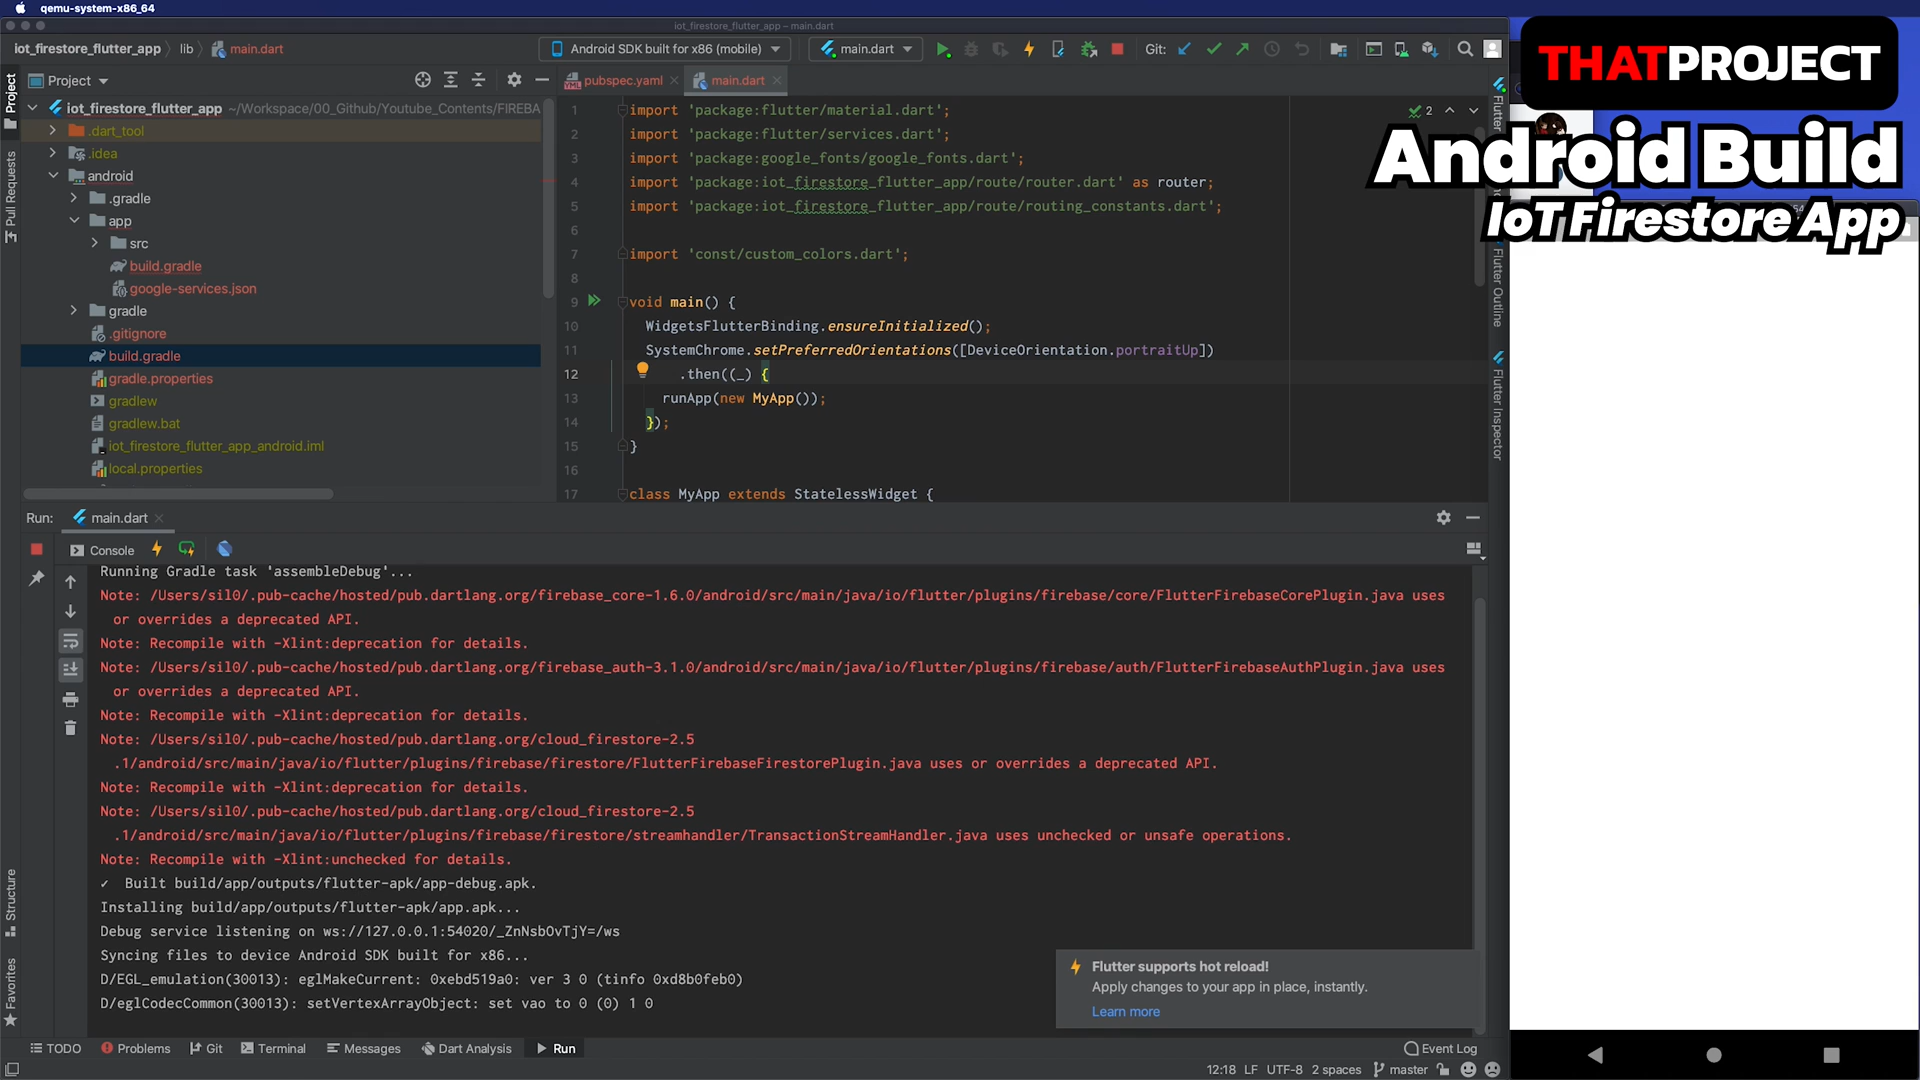 qemu-system-x86_64
iot_firestore_flutter_app – main.dart
iot_firestore_flutter_app
lib
main.dart
Android SDK built for x86 (mobile)
main.dart
Git:
Project
iot_firestore_flutter_app ~/Workspace/00_Github/Youtube_Contents/FIREBA
.dart_tool
.idea
android
.gradle
app
src
build.gradle
google-services.json
gradle
.gitignore
build.gradle
gradle.properties
gradlew
gradlew.bat
iot_firestore_flutter_app_android.iml
local.properties
Project
Pull Requests
Structure
Favorites
pubspec.yaml
main.dart
2
1 import 'package:flutter/material.dart';
2 import 'package:flutter/services.dart';
3 import 'package:google_fonts/google_fonts.dart';
4 import 'package:iot_firestore_flutter_app/route/router.dart' as router;
5 import 'package:iot_firestore_flutter_app/route/routing_constants.dart';
6
7 import 'const/custom_colors.dart';
8
9 void main() {
10 WidgetsFlutterBinding.ensureInitialized();
11 SystemChrome.setPreferredOrientations([DeviceOrientation.portraitUp])
12 .then((_) {
13 runApp(new MyApp());
14 });
15 }
16
17 class MyApp extends StatelessWidget {
Flutter Outline
Flutter Inspector
THATPROJECT
Android Build
IoT Firestore App
Run:
main.dart
Console
Running Gradle task 'assembleDebug'...
Note: /Users/sil0/.pub-cache/hosted/pub.dartlang.org/firebase_core-1.6.0/android/src/main/java/io/flutter/plugins/firebase/core/FlutterFirebaseCorePlugin.java uses
or overrides a deprecated API.
Note: Recompile with -Xlint:deprecation for details.
Note: /Users/sil0/.pub-cache/hosted/pub.dartlang.org/firebase_auth-3.1.0/android/src/main/java/io/flutter/plugins/firebase/auth/FlutterFirebaseAuthPlugin.java uses
or overrides a deprecated API.
Note: Recompile with -Xlint:deprecation for details.
Note: /Users/sil0/.pub-cache/hosted/pub.dartlang.org/cloud_firestore-2.5
.1/android/src/main/java/io/flutter/plugins/firebase/firestore/FlutterFirebaseFirestorePlugin.java uses or overrides a deprecated API.
Note: Recompile with -Xlint:deprecation for details.
Note: /Users/sil0/.pub-cache/hosted/pub.dartlang.org/cloud_firestore-2.5
.1/android/src/main/java/io/flutter/plugins/firebase/firestore/streamhandler/TransactionStreamHandler.java uses unchecked or unsafe operations.
Note: Recompile with -Xlint:unchecked for details.
✓ Built build/app/outputs/flutter-apk/app-debug.apk.
Installing build/app/outputs/flutter-apk/app.apk...
Debug service listening on ws://127.0.0.1:54020/_ZnNsbOvTjY=/ws
Syncing files to device Android SDK built for x86...
D/EGL_emulation(30013): eglMakeCurrent: 0xebd519a0: ver 3 0 (tinfo 0xd8b0feb0)
D/eglCodecCommon(30013): setVertexArrayObject: set vao to 0 (0) 1 0
Flutter supports hot reload!
Apply changes to your app in place, instantly.
Learn more
TODO
Problems
Git
Terminal
Messages
Dart Analysis
Run
Event Log
12:18 LF UTF-8 2 spaces master